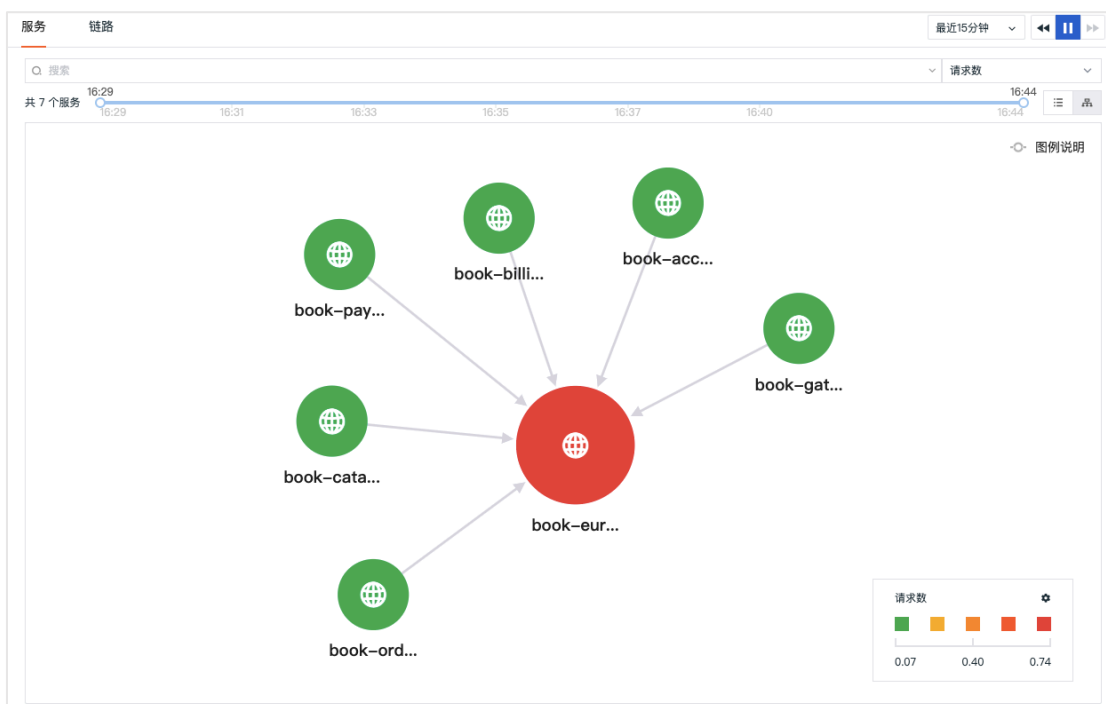 服务 链路 最近15分钟
搜索 请求数
共 7 个服务 16:29 16:44
16:29 16:31 16:33 16:35 16:37 16:40 16:44
图例说明
book-billi...
book-acc...
book-pay...
book-gat...
book-cata...
book-eur...
book-ord...
请求数
0.07 0.40 0.74